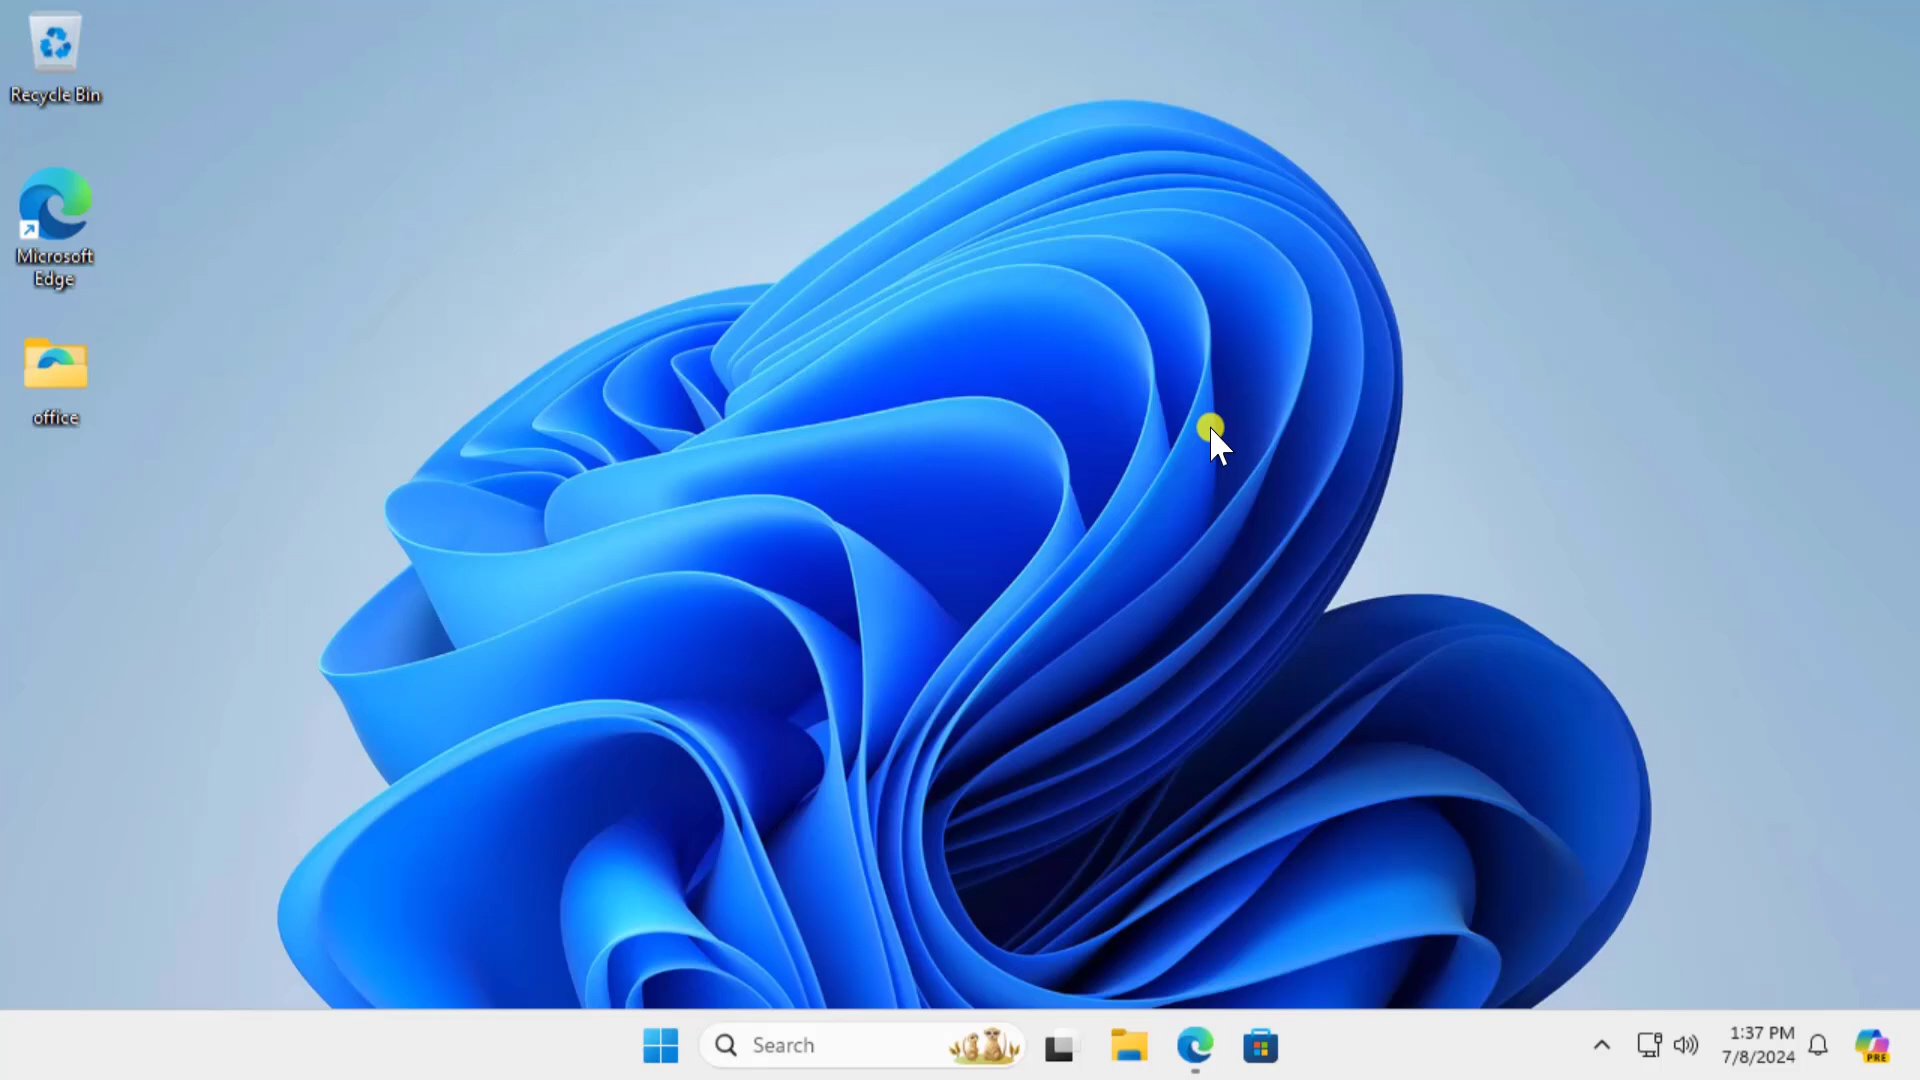 Recycle Bin
Microsoft
Edge
office
Search
1:37 PM
7/8/2024
PRE